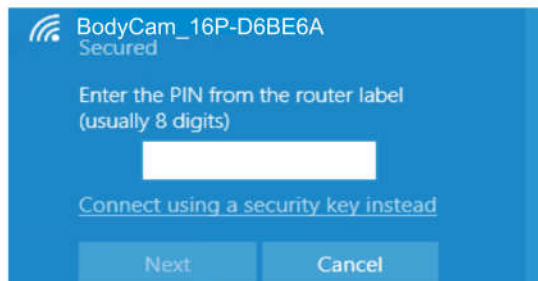 BodyCam_16P-D6BE6A
Secured
Enter the PIN from the router label
(usually 8 digits)
Connect using a security key instead
Next
Cancel